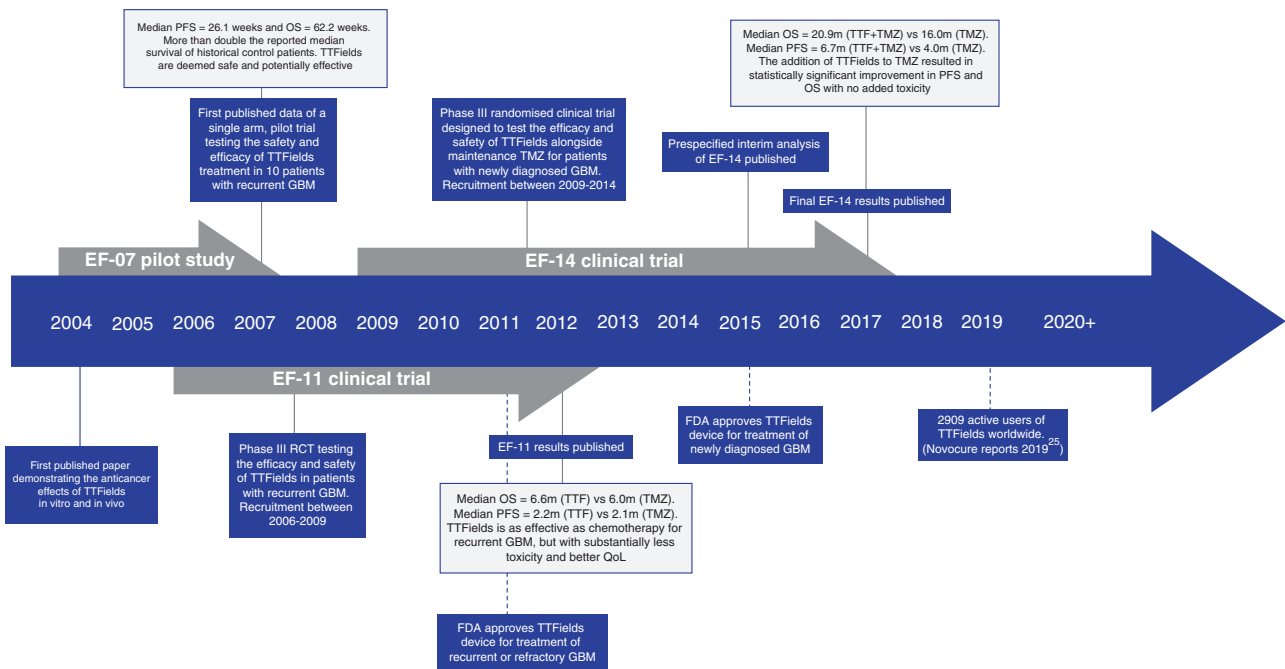 Median PFS = 26.1 weeks and OS = 62.2 weeks.
More than double the reported median
survival of historical control patients. TTFields
are deemed safe and potentially effective
Median OS = 20.9m (TTF+TMZ) vs 16.0m (TMZ).
Median PFS = 6.7m (TTF+TMZ) vs 4.0m (TMZ).
The addition of TTFields to TMZ resulted in
statistically significant improvement in PFS and
OS with no added toxicity
First published data of a
single arm, pilot trial
testing the safety and
efficacy of TTFields
treatment in 10 patients
with recurrent GBM
Phase III randomised clinical trial
designed to test the efficacy and
safety of TTFields alongside
maintenance TMZ for patients
with newly diagnosed GBM.
Recruitment between 2009-2014
Prespecified interim analysis
of EF-14 published
Final EF-14 results published
EF-07 pilot study
EF-14 clinical trial
2004 2005 2006 2007 2008 2009 2010 2011 2012 2013 2014 2015 2016 2017 2018 2019 2020+
EF-11 clinical trial
First published paper
demonstrating the anticancer
effects of TTFields
in vitro and in vivo
Phase III RCT testing
the efficacy and safety
of TTFields in patients
with recurrent GBM.
Recruitment between
2006-2009
EF-11 results published
Median OS = 6.6m (TTF) vs 6.0m (TMZ).
Median PFS = 2.2m (TTF) vs 2.1m (TMZ).
TTFields is as effective as chemotherapy for
recurrent GBM, but with substantially less
toxicity and better QoL
FDA approves TTFields
device for treatment of
recurrent or refractory GBM
FDA approves TTFields
device for treatment of
newly diagnosed GBM
2909 active users of
TTFields worldwide.
(Novocure reports 2019²⁵)